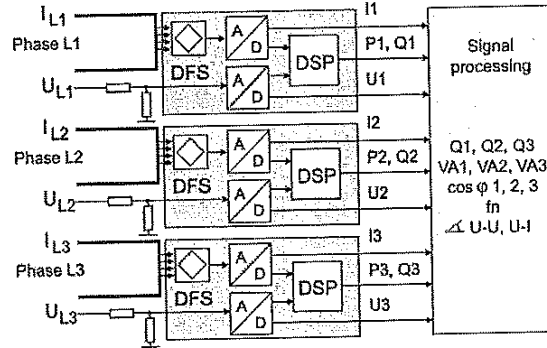 I L1
Phase L1
U L1
DFS
A
D
A
D
DSP
I1
P1, Q1
U1
I L2
Phase L2
U L2
DFS
A
D
A
D
DSP
I2
P2, Q2
U2
I L3
Phase L3
U L3
DFS
A
D
A
D
DSP
I3
P3, Q3
U3
Signal
processing
Q1, Q2, Q3
VA1, VA2, VA3
cos φ 1, 2, 3
fn
∡ U-U, U-I